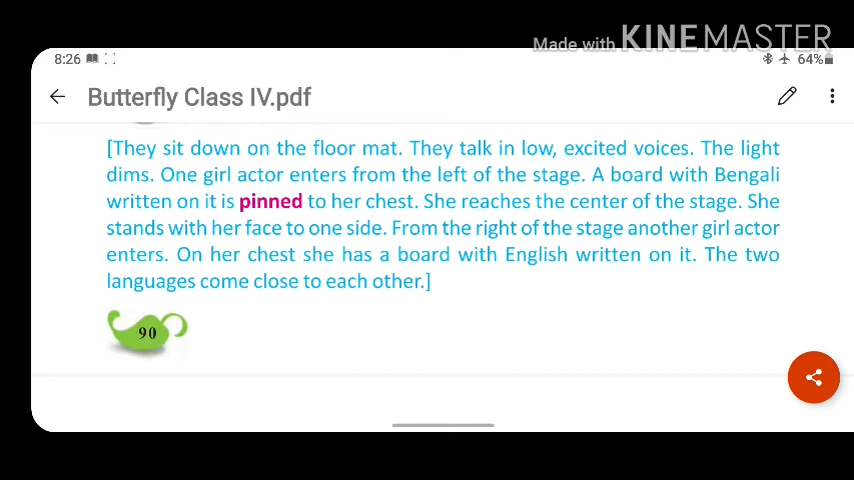 Made with KINEMASTER
8:26 64%
Butterfly Class IV.pdf
[They sit down on the floor mat. They talk in low, excited voices. The light
dims. One girl actor enters from the left of the stage. A board with Bengali
written on it is pinned to her chest. She reaches the center of the stage. She
stands with her face to one side. From the right of the stage another girl actor
enters. On her chest she has a board with English written on it. The two
languages come close to each other.]
90